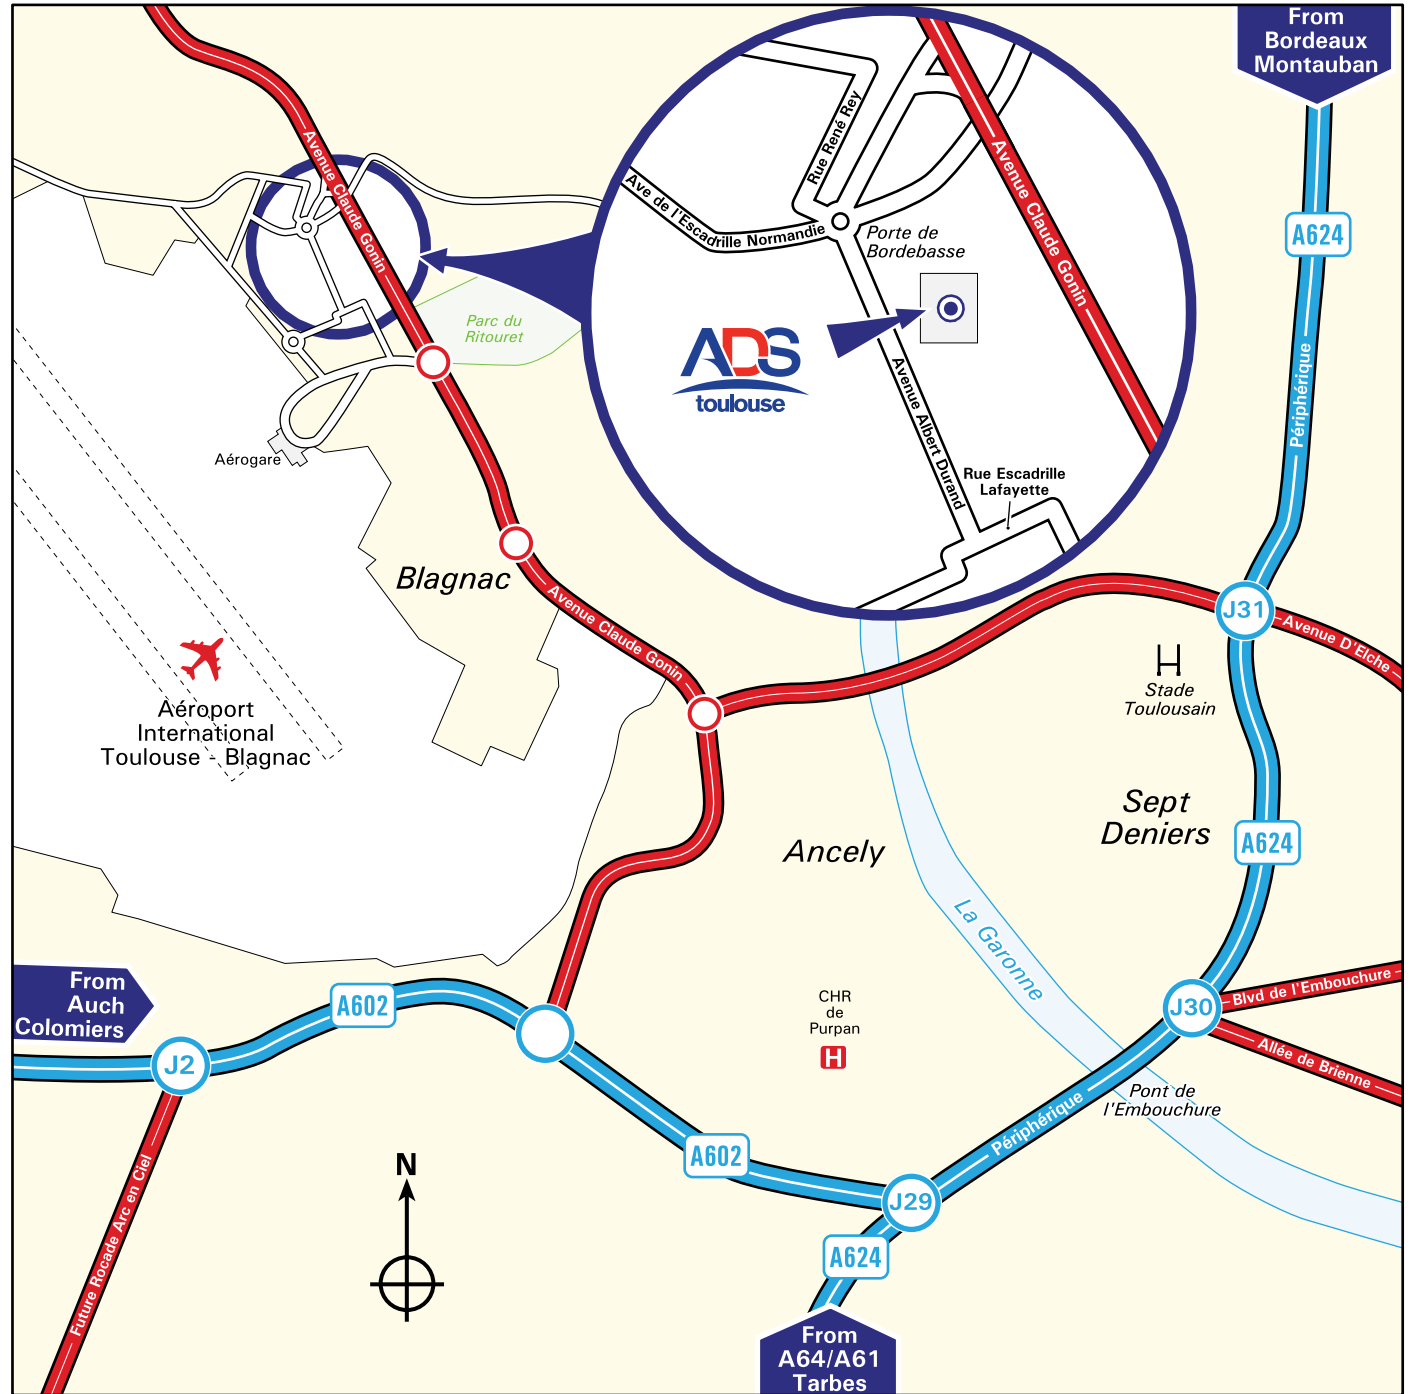 From
Bordeaux
Montauban
A624
Périphérique
Avenue Claude Gonin
Rue René Rey
Ave de l'Escadrille Normandie
Avenue Claude Gonin
Porte de
Bordebasse
ADS
toulouse
Avenue Albert Durand
Rue Escadrille
Lafayette
Parc du
Ritouret
Aérogare
Blagnac
Avenue Claude Gonin
J31
Avenue D'Elche
Stade
Toulousain
Aéroport
International
Toulouse - Blagnac
Sept
Deniers
A624
Ancely
La Garonne
From
Auch
Colomiers
A602
CHR
de
Purpan
H
J30
Blvd de l'Embouchure
Allée de Brienne
J2
Pont de
l'Embouchure
Périphérique
A602
N
J29
Future Rocade Arc en Ciel
A624
From
A64/A61
Tarbes